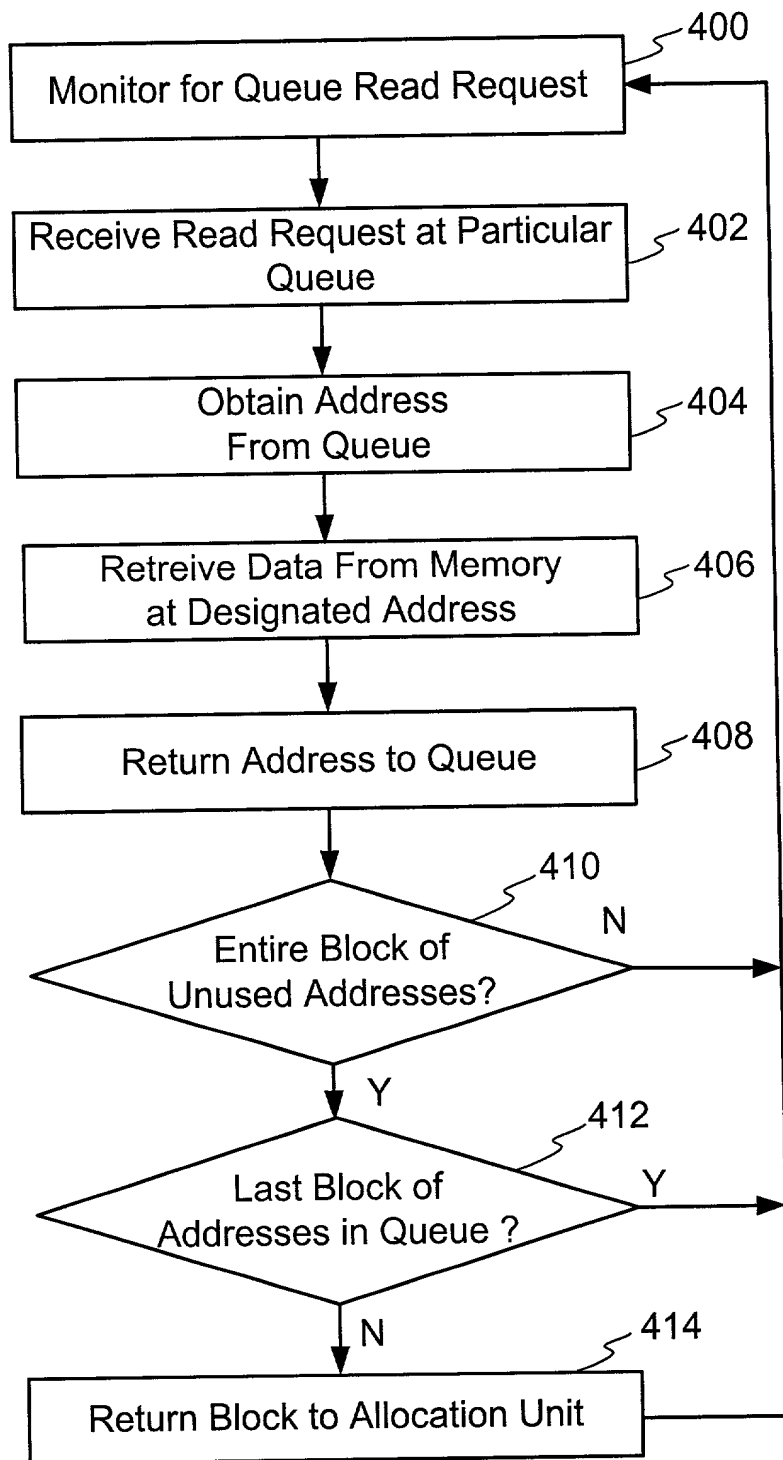 400
Monitor for Queue Read Request
Receive Read Request at Particular
Queue
402
Obtain Address
From Queue
404
Retreive Data From Memory
at Designated Address
406
Return Address to Queue
408
410
Entire Block of
Unused Addresses?
N
Y
412
Last Block of
Addresses in Queue ?
Y
N
414
Return Block to Allocation Unit